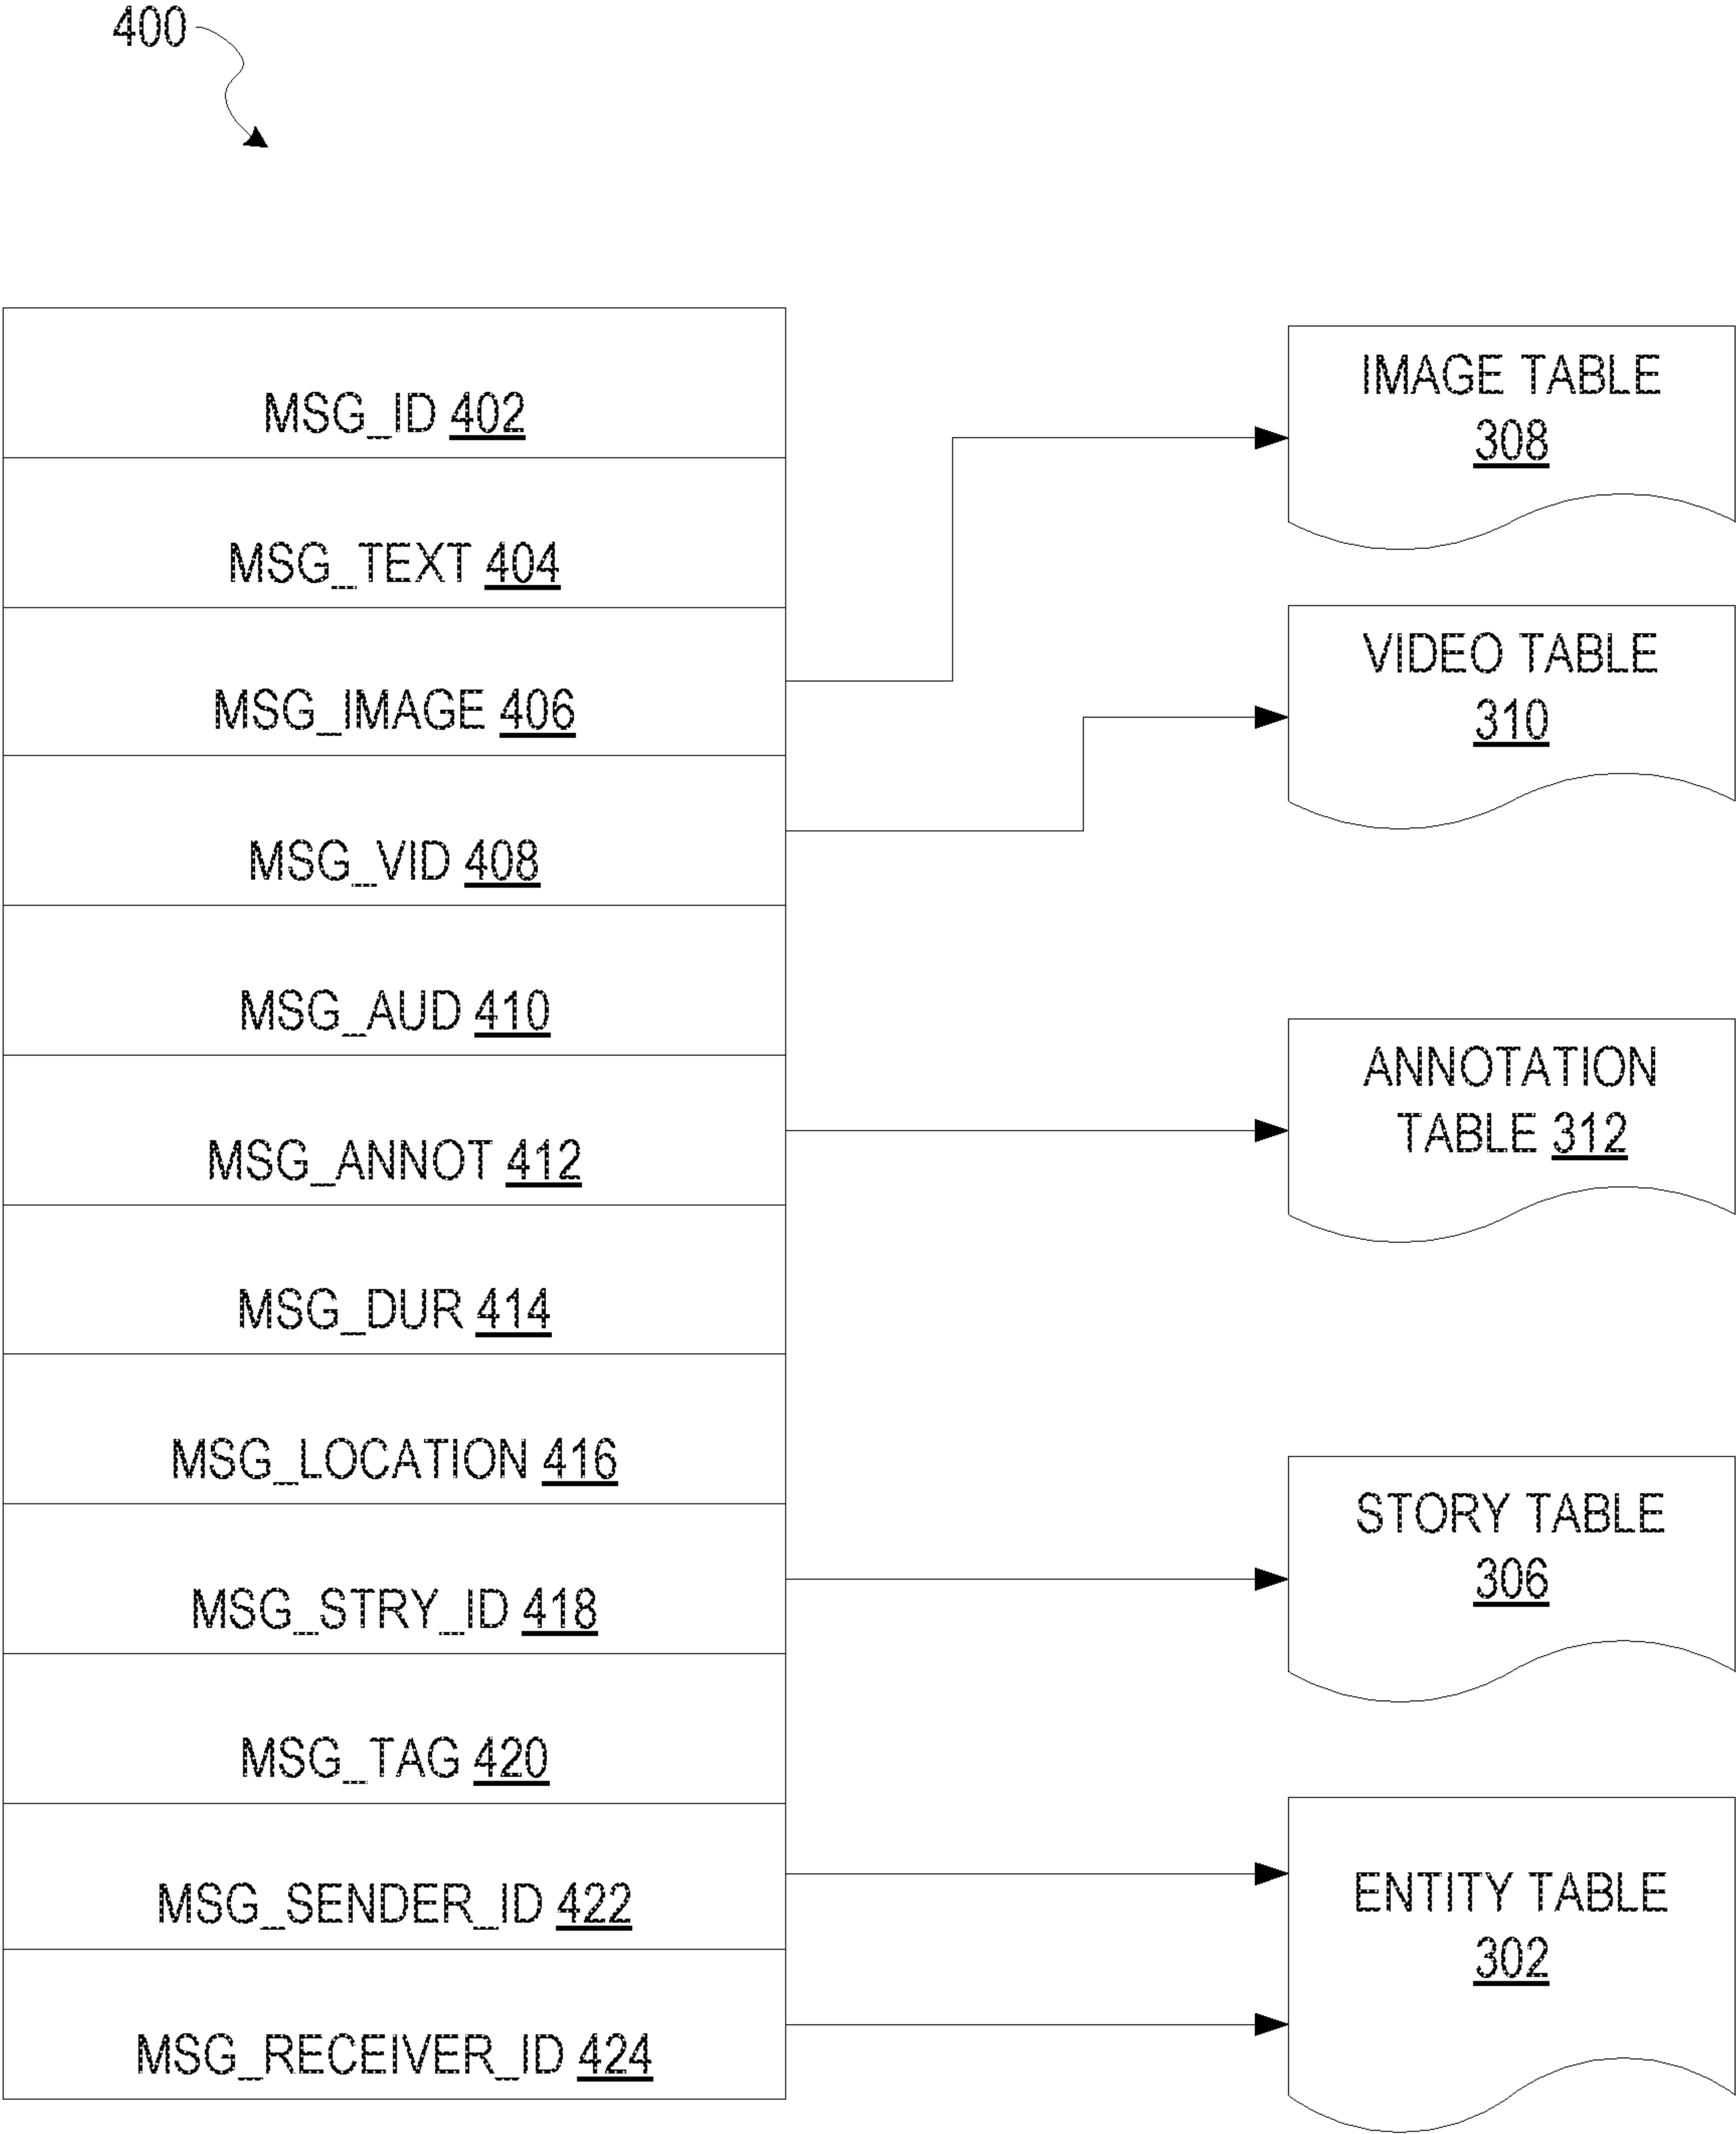 400
MSG_ID 402
MSG_TEXT 404
MSG_IMAGE 406
MSG_VID 408
MSG_AUD 410
MSG_ANNOT 412
MSG_DUR 414
MSG_LOCATION 416
MSG_STRY_ID 418
MSG_TAG 420
MSG_SENDER_ID 422
MSG_RECEIVER_ID 424
IMAGE TABLE
308
VIDEO TABLE
310
ANNOTATION
TABLE 312
STORY TABLE
306
ENTITY TABLE
302